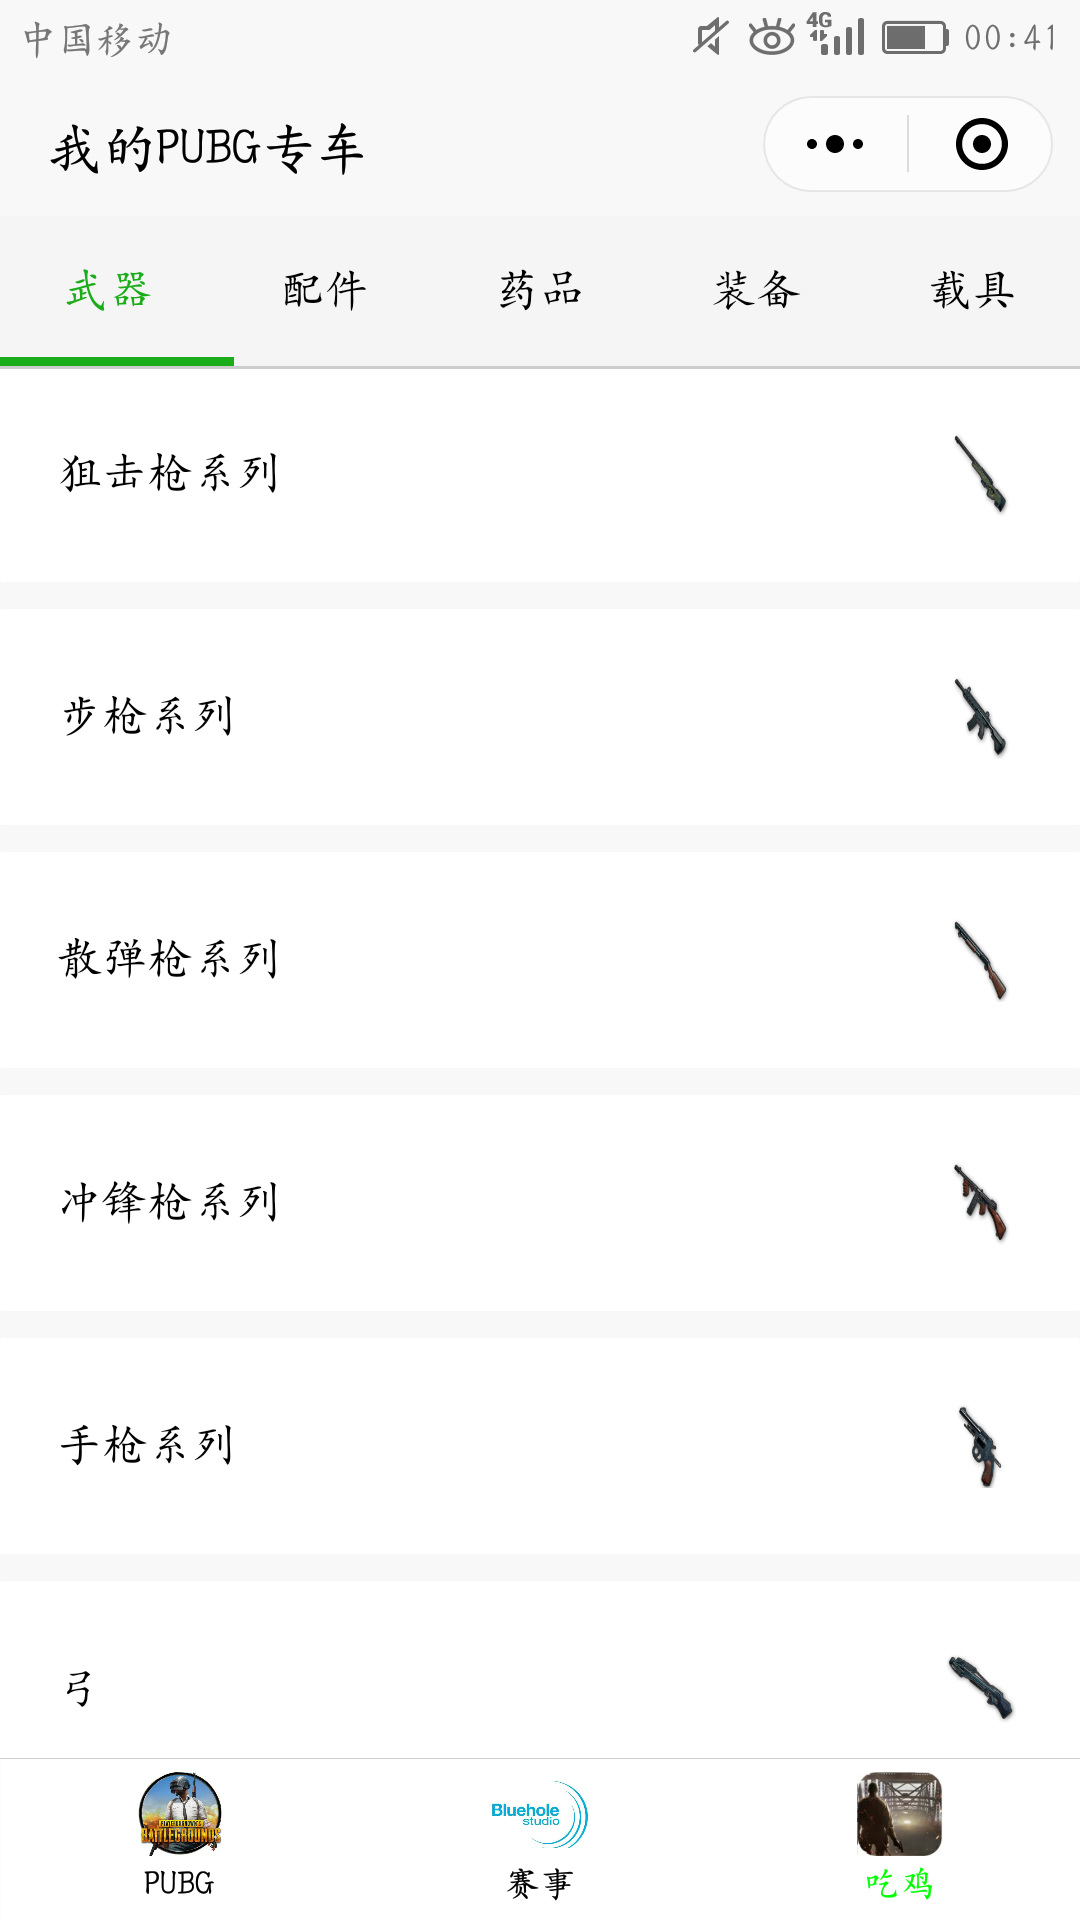 中国移动 4G 00:41
我的PUBG专车
武器 配件 药品 装备 载具
狙击枪系列
步枪系列
散弹枪系列
冲锋枪系列
手枪系列
弓
BATTLEGROUNDS
Bluehole
studio
PUBG 赛事 吃鸡